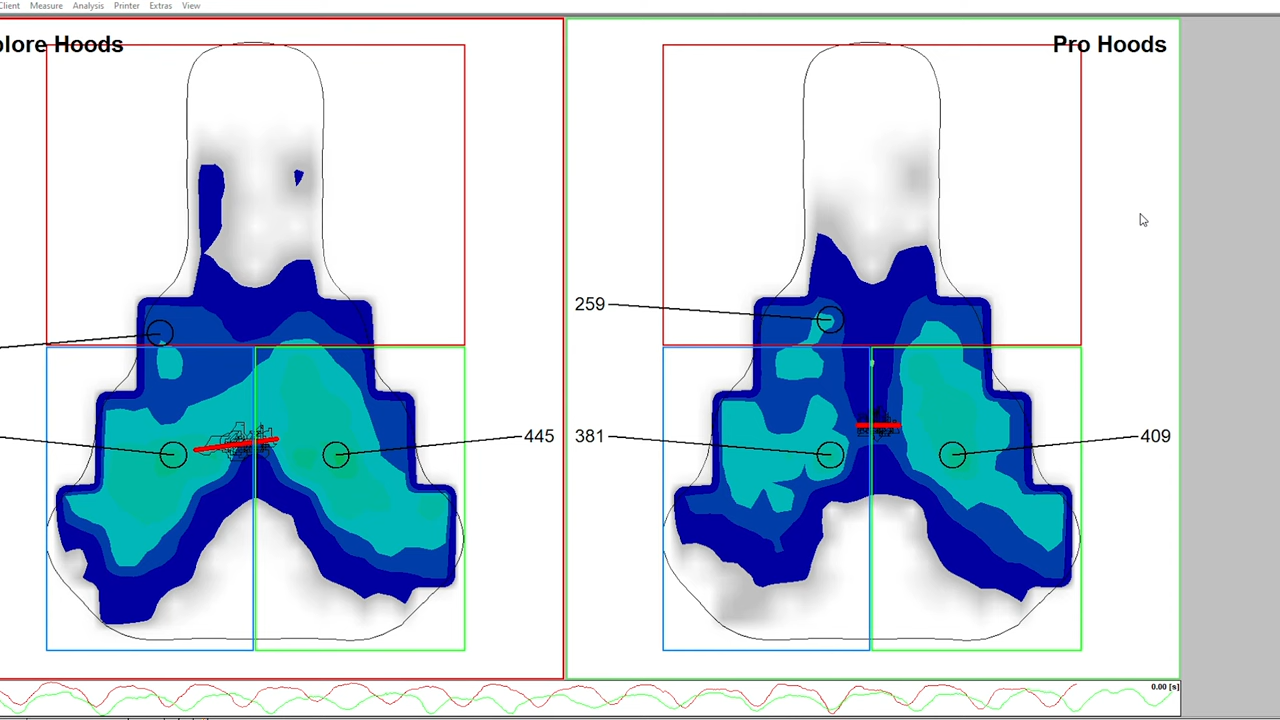 Client Measure Analysis Printer Extras View
plore Hoods
Pro Hoods
259
445
381
409
0.00 [s]